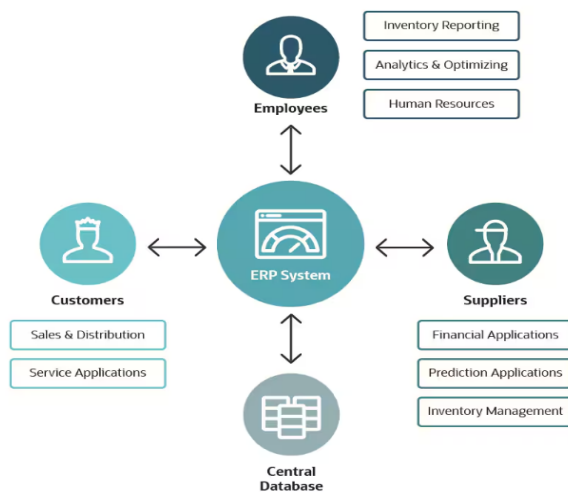 Inventory Reporting
Analytics & Optimizing
Human Resources
Employees
ERP System
Customers
Sales & Distribution
Service Applications
Suppliers
Financial Applications
Prediction Applications
Inventory Management
Central
Database